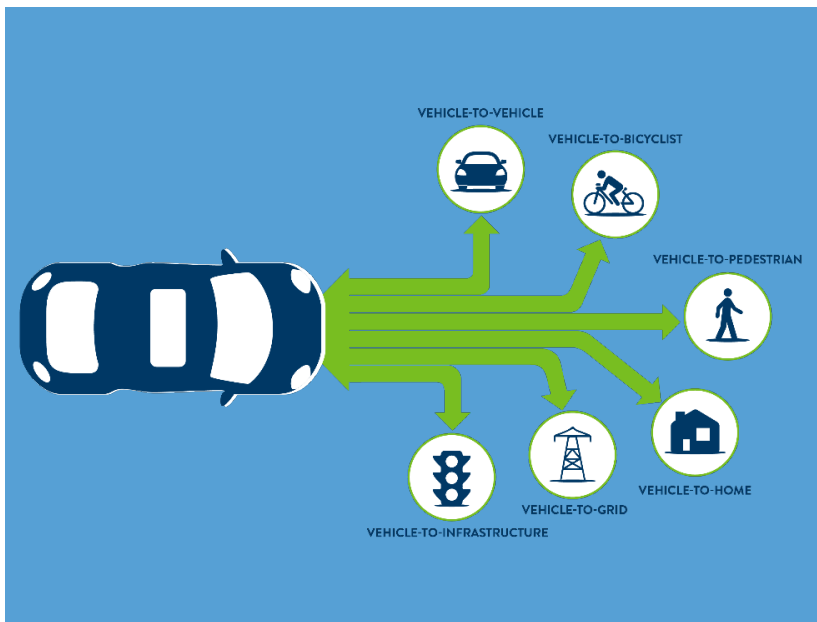 VEHICLE-TO-VEHICLE
VEHICLE-TO-BICYCLIST
VEHICLE-TO-PEDESTRIAN
VEHICLE-TO-HOME
VEHICLE-TO-GRID
VEHICLE-TO-INFRASTRUCTURE